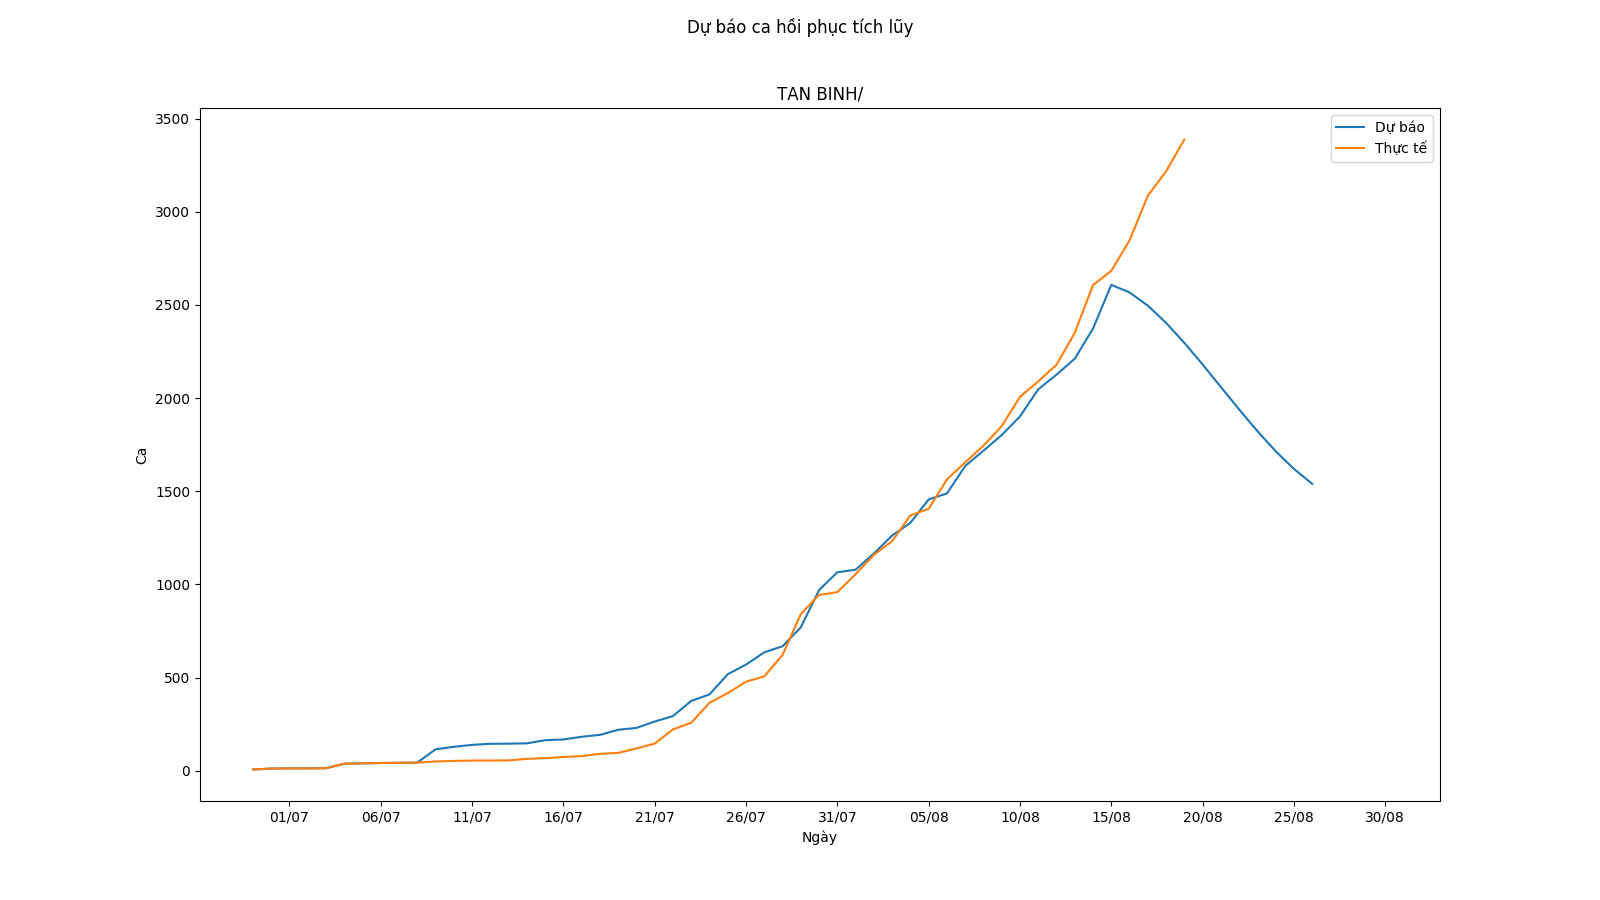 Dự báo ca hồi phục tích lũy
TAN BINH/
Dự báo
Thực tế
3500
3000
2500
2000
1500
1000
500
0
Ca
01/07 06/07 11/07 16/07 21/07 26/07 31/07 05/08 10/08 15/08 20/08 25/08 30/08
Ngày